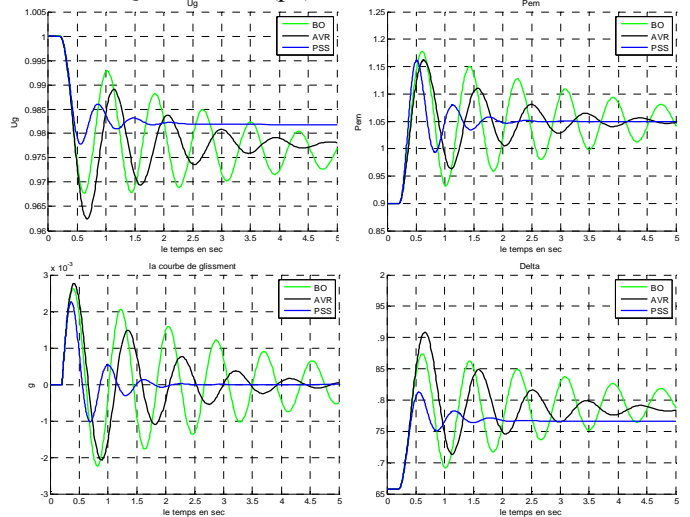 Ug
1.005
1
0.995
0.99
0.985
0.98
0.975
0.97
0.965
0.96
Ug
BO
AVR
PSS
0 0.5 1 1.5 2 2.5 3 3.5 4 4.5 5
le temps en sec
Pem
1.25
1.2
1.15
1.1
1.05
1
0.95
0.9
0.85
Pem
BO
AVR
PSS
0 0.5 1 1.5 2 2.5 3 3.5 4 4.5 5
le temps en sec
la courbe de glissment
x 10-3
3
2
1
0
-1
-2
-3
g
BO
AVR
PSS
0 0.5 1 1.5 2 2.5 3 3.5 4 4.5 5
le temps en sec
Delta
2
95
.9
85
.8
75
.7
65
BO
AVR
PSS
0 0.5 1 1.5 2 2.5 3 3.5 4 4.5 5
le temps en sec